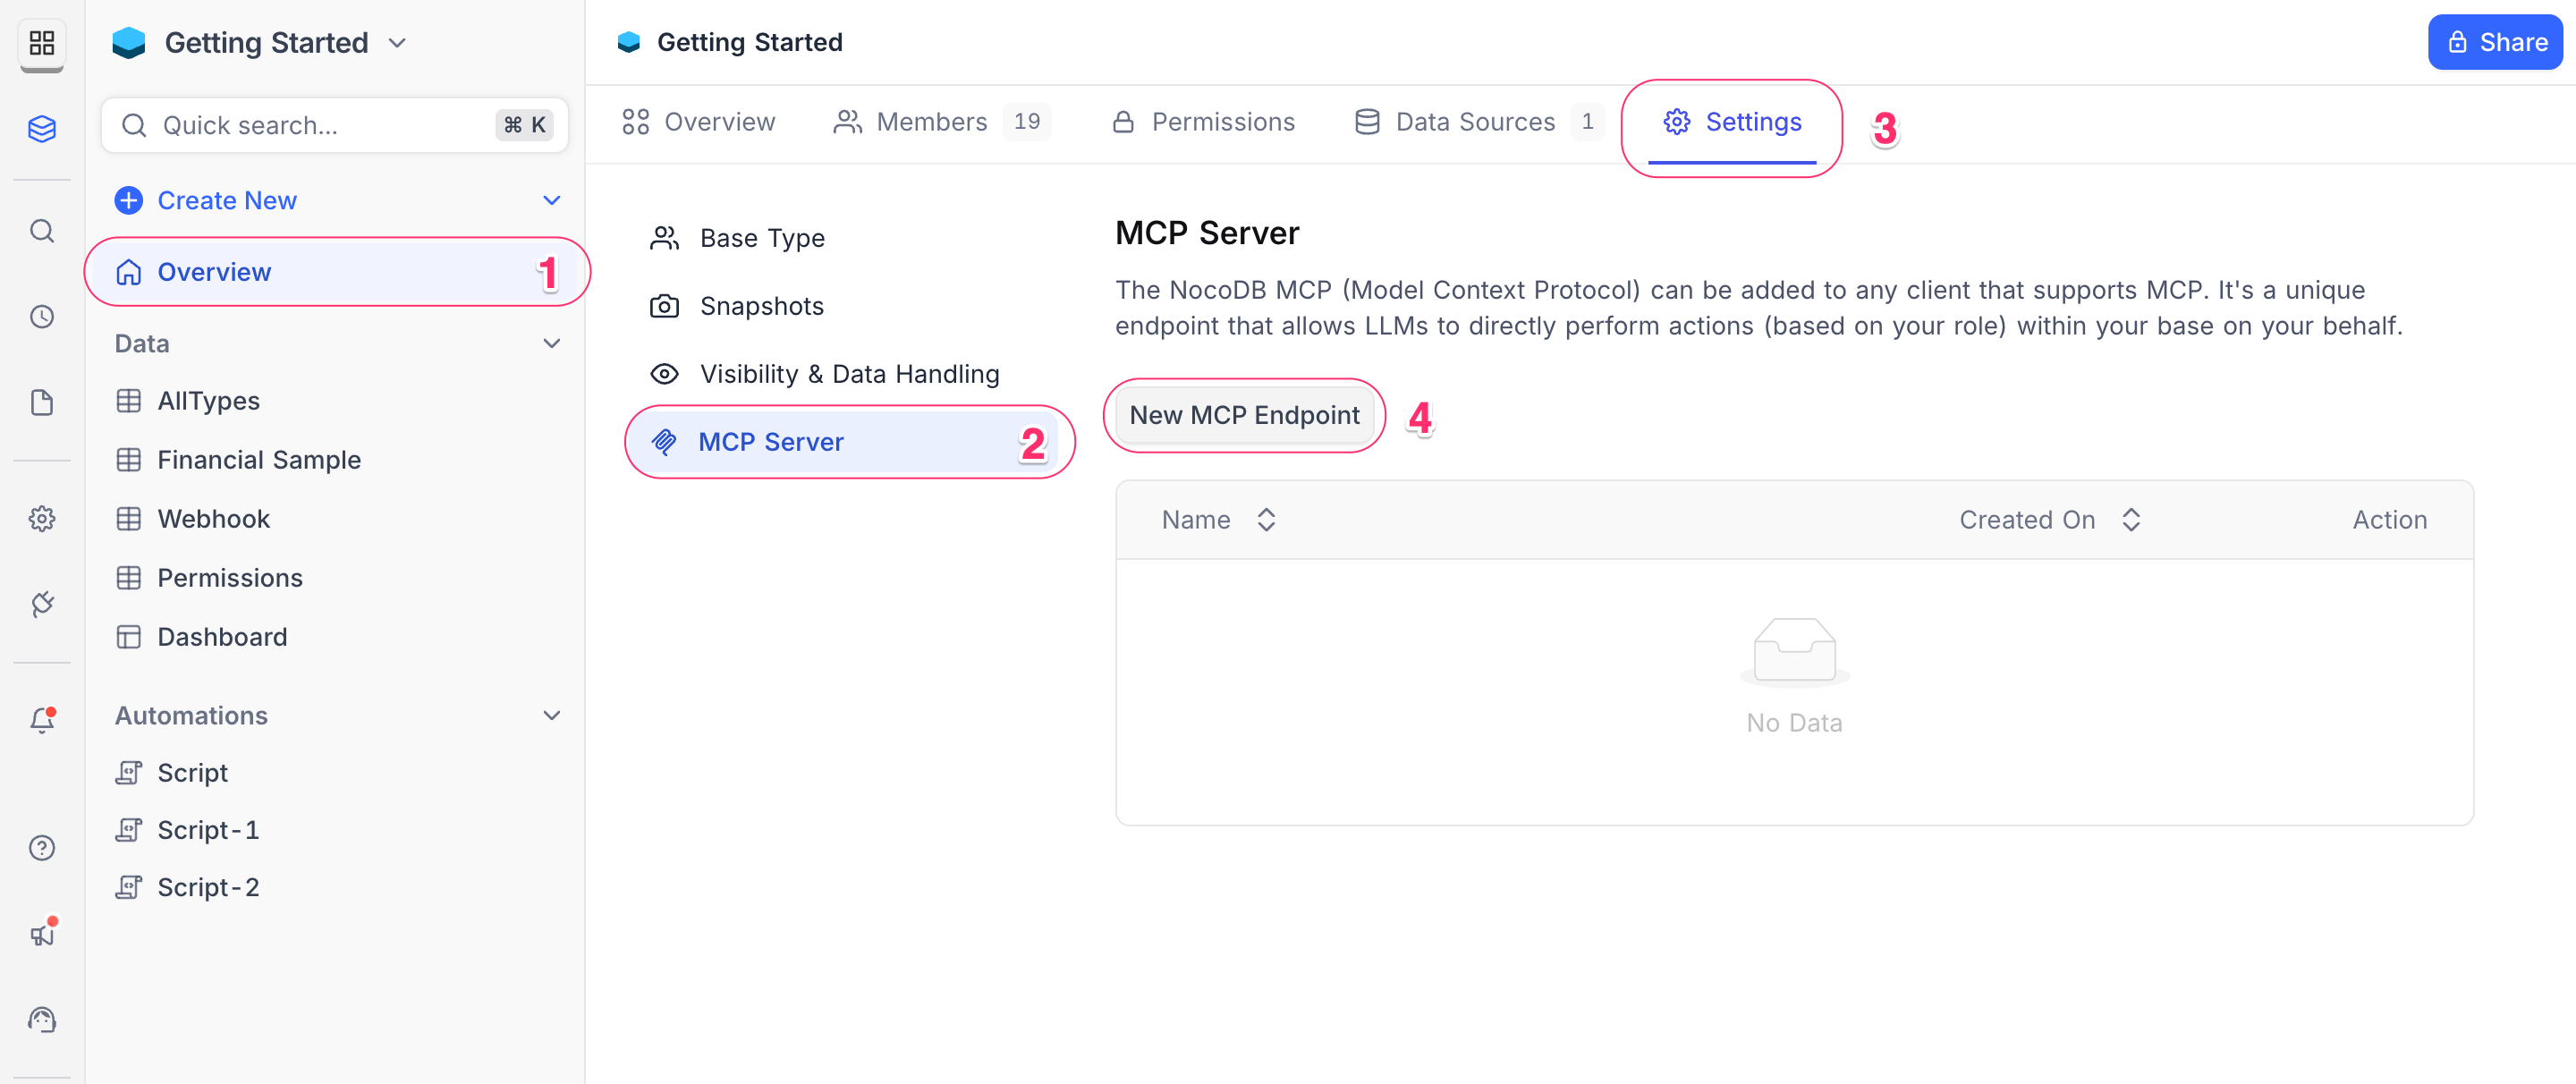 Getting Started
Quick search...
⌘ K
Create New
Overview
1
Data
AllTypes
Financial Sample
Webhook
Permissions
Dashboard
Automations
Script
Script-1
Script-2
Getting Started
Share
Overview
Members 19
Permissions
Data Sources 1
Settings
3
Base Type
Snapshots
Visibility & Data Handling
MCP Server
2
MCP Server
The NocoDB MCP (Model Context Protocol) can be added to any client that supports MCP. It's a unique
endpoint that allows LLMs to directly perform actions (based on your role) within your base on your behalf.
New MCP Endpoint
4
Name
Created On
Action
No Data